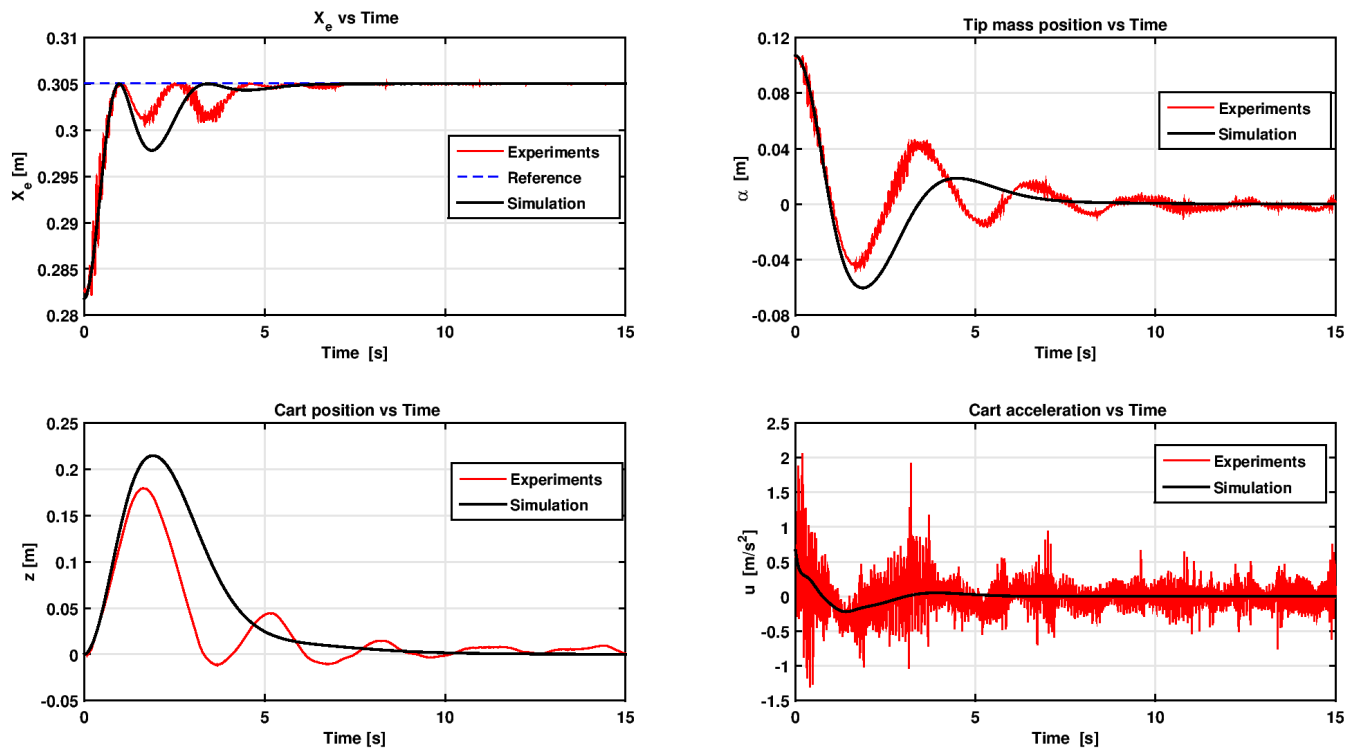 X_e vs Time
0.31
0.305
0.3
0.295
0.29
0.285
0.28
X_e [m]
Experiments
Reference
Simulation
0 5 10 15
Time [s]
Tip mass position vs Time
0.12
0.08
0.04
0
-0.04
-0.08
α [m]
Experiments
Simulation
0 5 10 15
Time [s]
Cart position vs Time
0.25
0.2
0.15
0.1
0.05
0
-0.05
z [m]
Experiments
Simulation
0 5 10 15
Time [s]
Cart acceleration vs Time
2.5
2
1.5
1
0.5
0
-0.5
-1
-1.5
u [m/s²]
Experiments
Simulation
0 5 10 15
Time [s]